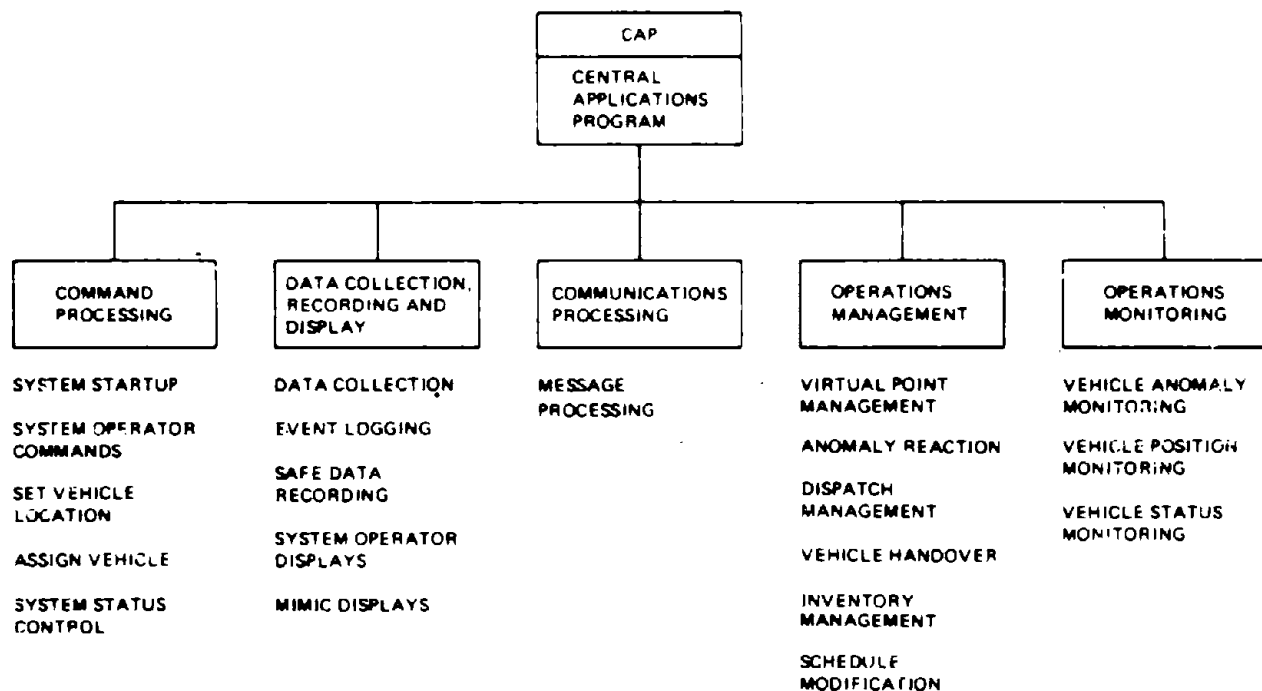 CAP
CENTRAL
APPLICATIONS
PROGRAM
COMMAND
PROCESSING
SYSTEM STARTUP
SYSTEM OPERATOR
COMMANDS
SET VEHICLE
LOCATION
ASSIGN VEHICLE
SYSTEM STATUS
CONTROL
DATA COLLECTION,
RECORDING AND
DISPLAY
DATA COLLECTION
EVENT LOGGING
SAFE DATA
RECORDING
SYSTEM OPERATOR
DISPLAYS
MIMIC DISPLAYS
COMMUNICATIONS
PROCESSING
MESSAGE
PROCESSING
OPERATIONS
MANAGEMENT
VIRTUAL POINT
MANAGEMENT
ANOMALY REACTION
DISPATCH
MANAGEMENT
VEHICLE HANDOVER
INVENTORY
MANAGEMENT
SCHEDULE
MODIFICATION
OPERATIONS
MONITORING
VEHICLE ANOMALY
MONITORING
VEHICLE POSITION
MONITORING
VEHICLE STATUS
MONITORING